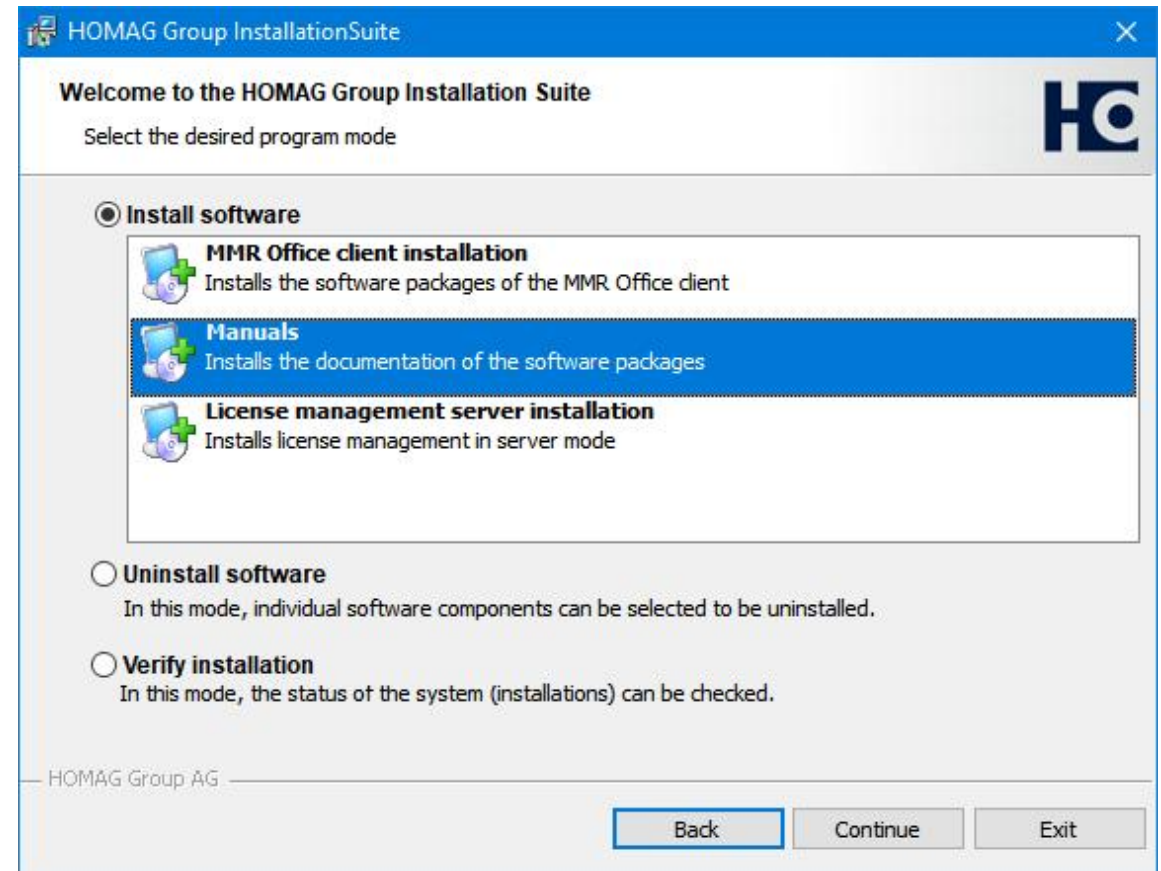 HOMAG Group InstallationSuite
Welcome to the HOMAG Group Installation Suite
Select the desired program mode
Install software
MMR Office client installation
Installs the software packages of the MMR Office client
Manuals
Installs the documentation of the software packages
License management server installation
Installs license management in server mode
Uninstall software
In this mode, individual software components can be selected to be uninstalled.
Verify installation
In this mode, the status of the system (installations) can be checked.
HOMAG Group AG
Back Continue Exit